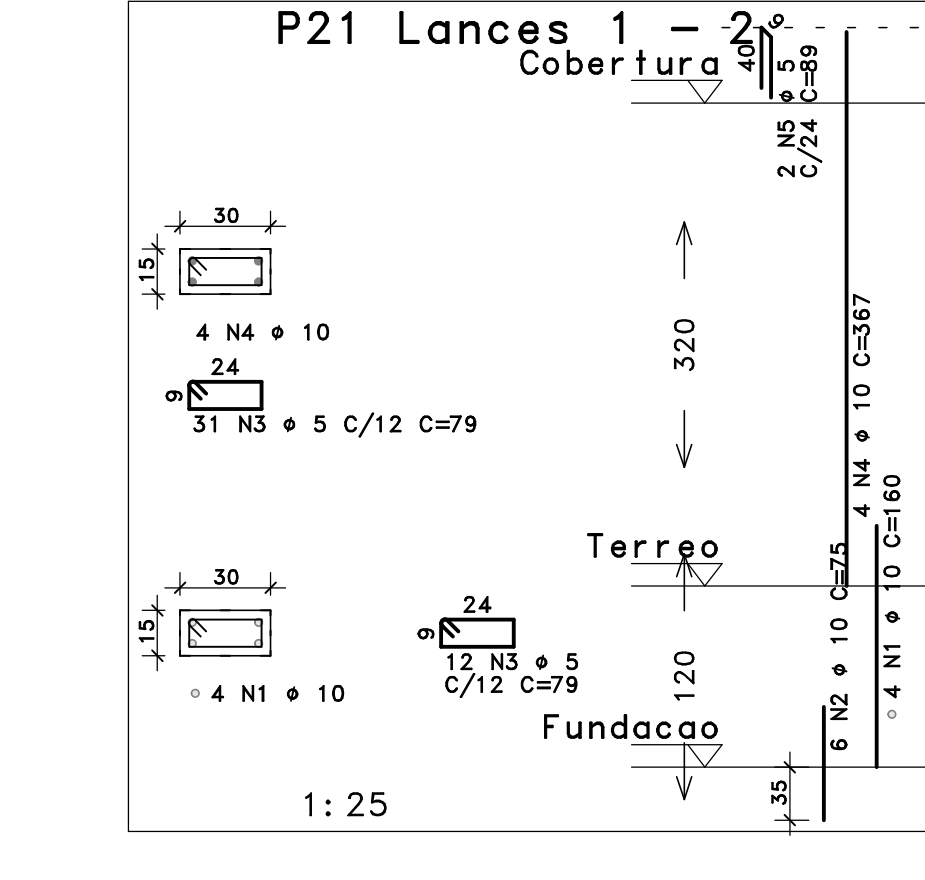 P21 Lances 1 - 2
Cobertura
40
9
2 N5 ø 5
C/24 C=89
30
15
4 N4 ø 10
24
9
31 N3 ø 5 C/12 C=79
320
4 N4 ø 10 C=367
Terreo
30
15
4 N1 ø 10
24
9
12 N3 ø 5
C/12 C=79
120
6 N2 ø 10 C=75
4 N1 ø 10 C=160
Fundacao
35
1:25